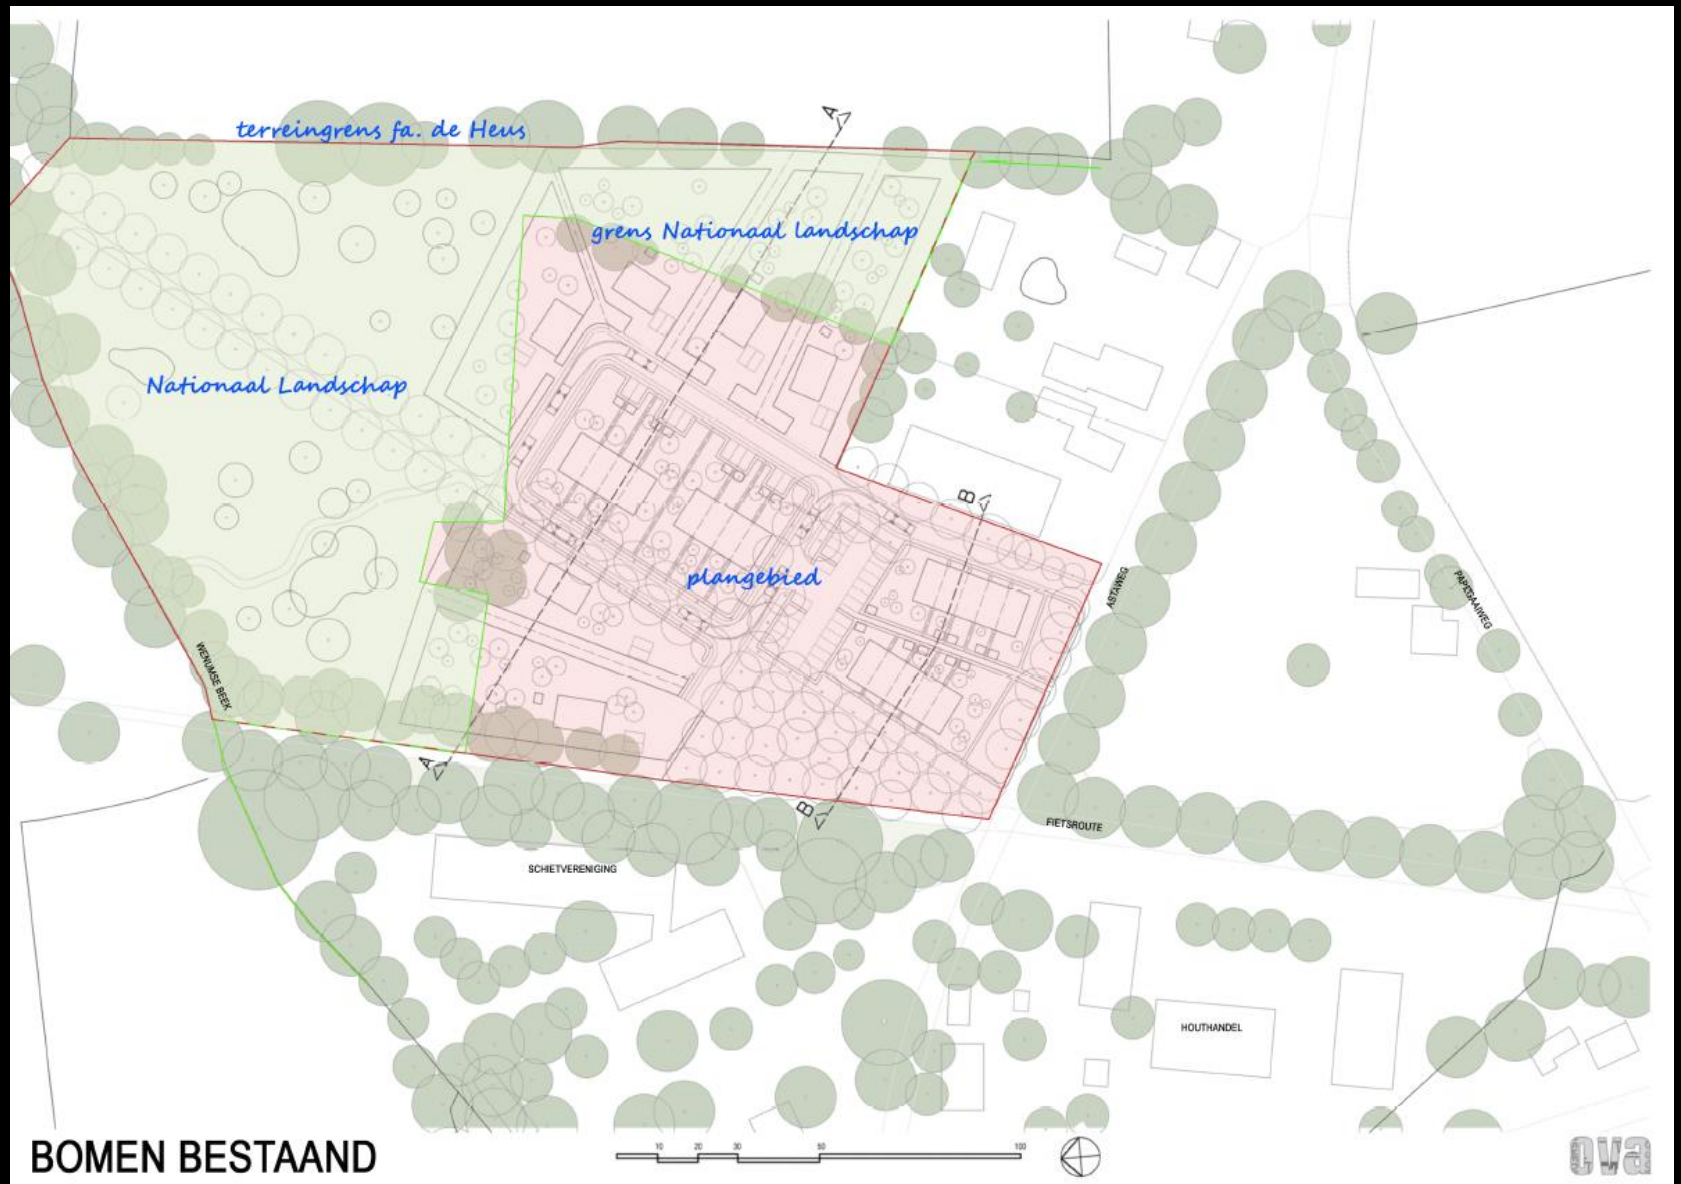 A
terreingrens fa. de Heus
grens Nationaal landschap
Nationaal Landschap
B
plangebied
ASTAWEG
PAPEGAAIWEG
WENUMSE BEEK
A
B
FIETSROUTE
SCHIETVERENIGING
HOUTHANDEL
BOMEN BESTAAND
10 20 30 50 100
ova